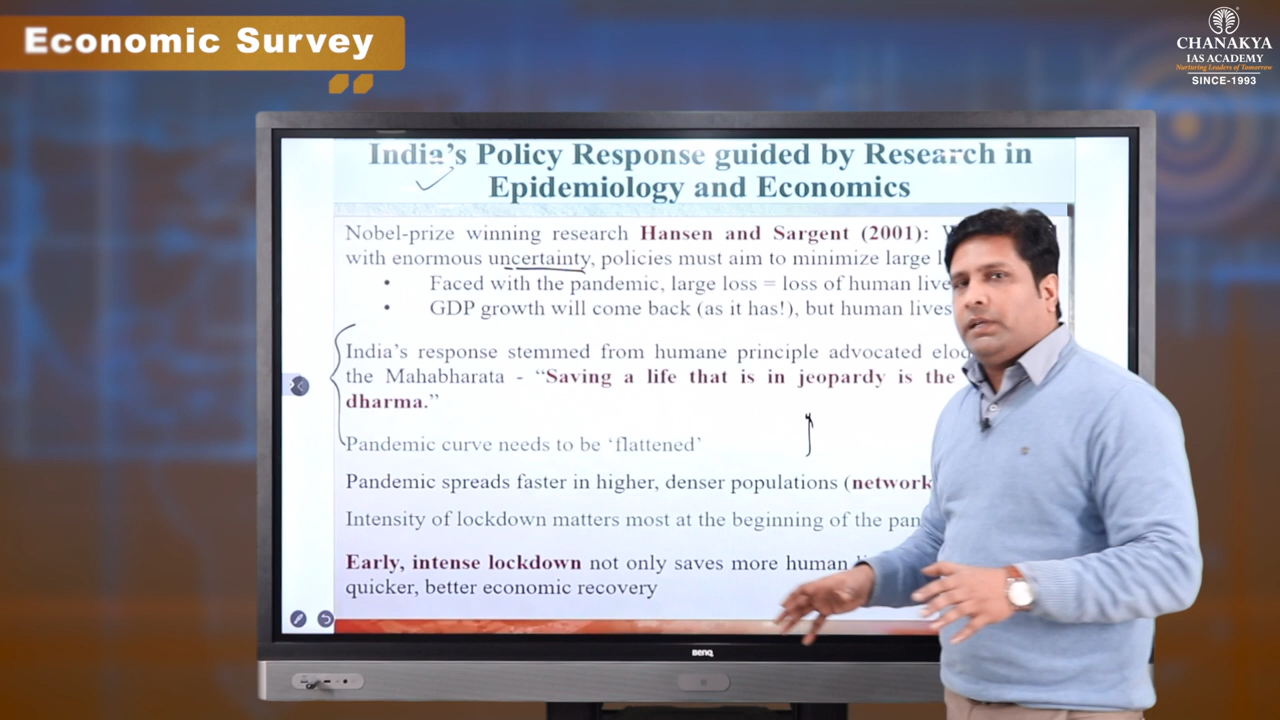 Economic Survey
CHANAKYA
IAS ACADEMY
Nurturing Leaders of Tomorrow
SINCE-1993
India's Policy Response guided by Research in
Epidemiology and Economics
Nobel-prize winning research Hansen and Sargent (2001):
with enormous uncertainty, policies must aim to minimize large
• Faced with the pandemic, large loss = loss of human
• GDP growth will come back (as it has!), but human lives
India's response stemmed from humane principle advocated
the Mahabharata - “Saving a life that is in jeopardy is the
dharma.”
Pandemic curve needs to be ‘flattened’
Pandemic spreads faster in higher, denser populations (network
Intensity of lockdown matters most at the beginning of the
Early, intense lockdown not only saves more human
quicker, better economic recovery
BenQ